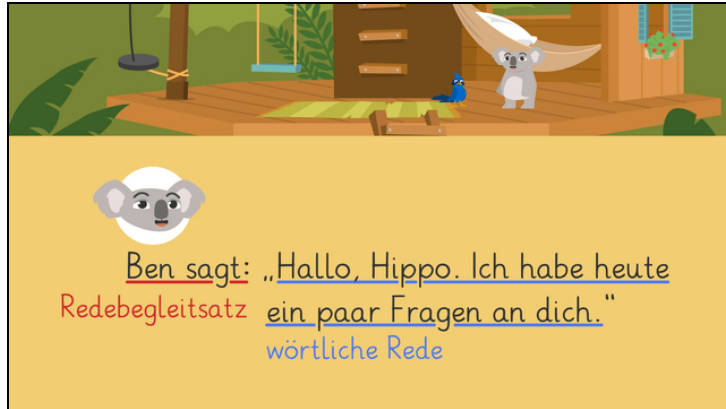 Ben sagt: „Hallo, Hippo. Ich habe heute
Redebegleitsatz ein paar Fragen an dich.“
wörtliche Rede